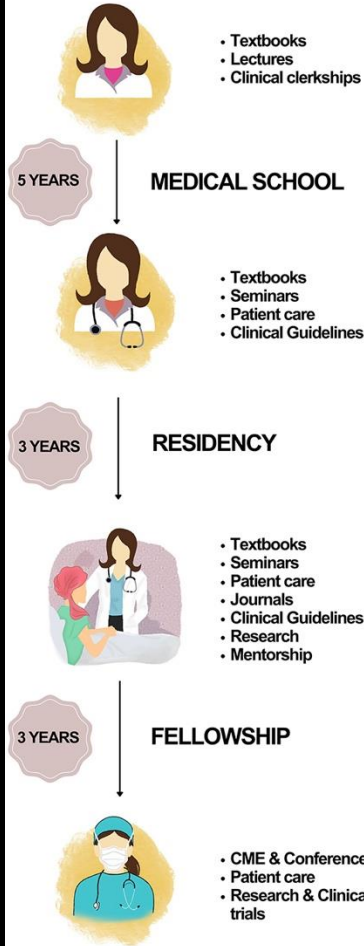 • Textbooks
• Lectures
• Clinical clerkships
5 YEARS
MEDICAL SCHOOL
• Textbooks
• Seminars
• Patient care
• Clinical Guidelines
3 YEARS
RESIDENCY
• Textbooks
• Seminars
• Patient care
• Journals
• Clinical Guidelines
• Research
• Mentorship
3 YEARS
FELLOWSHIP
• CME & Conference
• Patient care
• Research & Clinica
trials